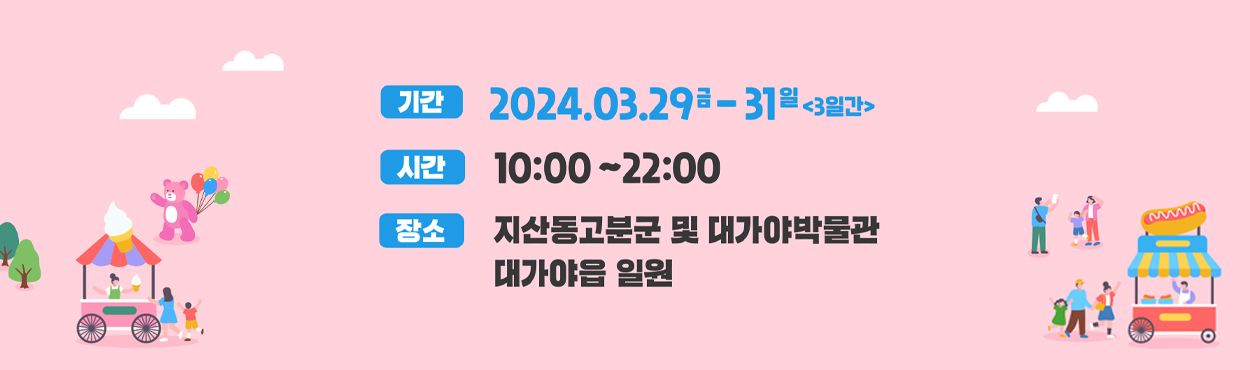 기간 2024.03.29금 – 31일 <3일간>
시간 10:00 ~22:00
장소 지산동고분군 및 대가야박물관
대가야읍 일원